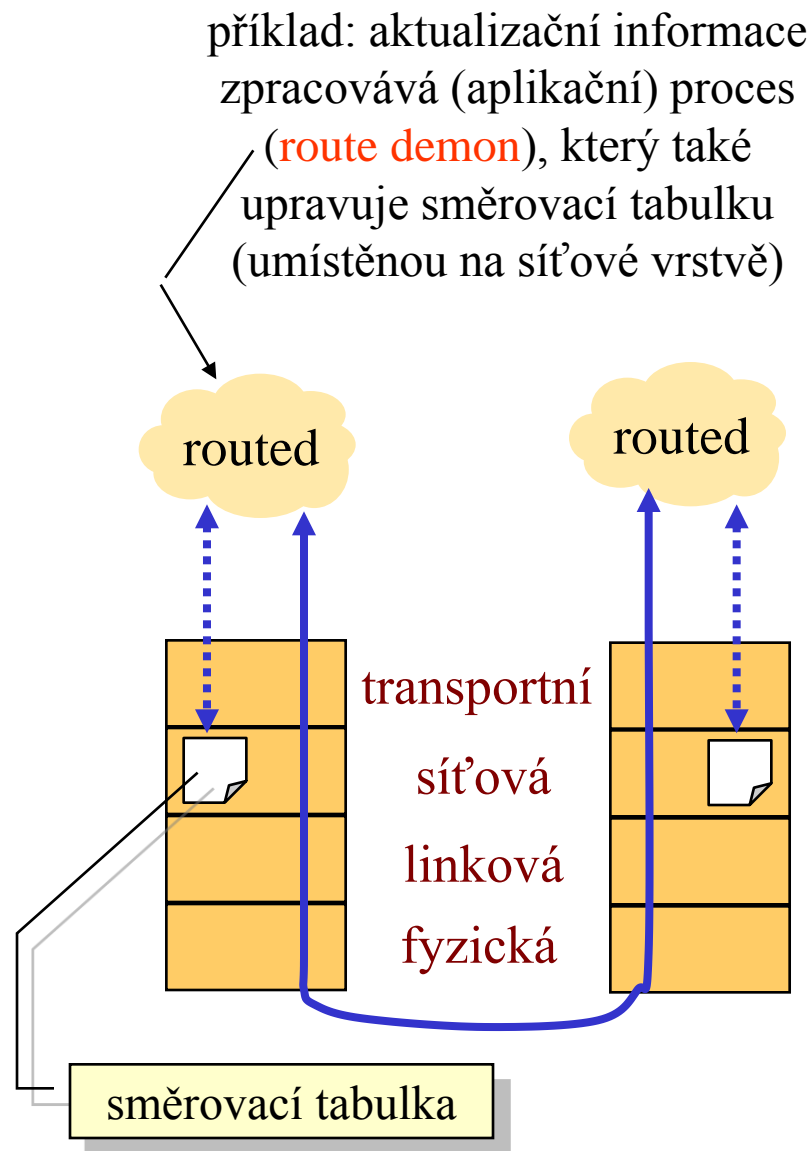 příklad: aktualizační informace
zpracovává (aplikační) proces
(route demon), který také
upravuje směrovací tabulku
(umístěnou na síťové vrstvě)
routed
routed
transportní
síťová
linková
fyzická
směrovací tabulka